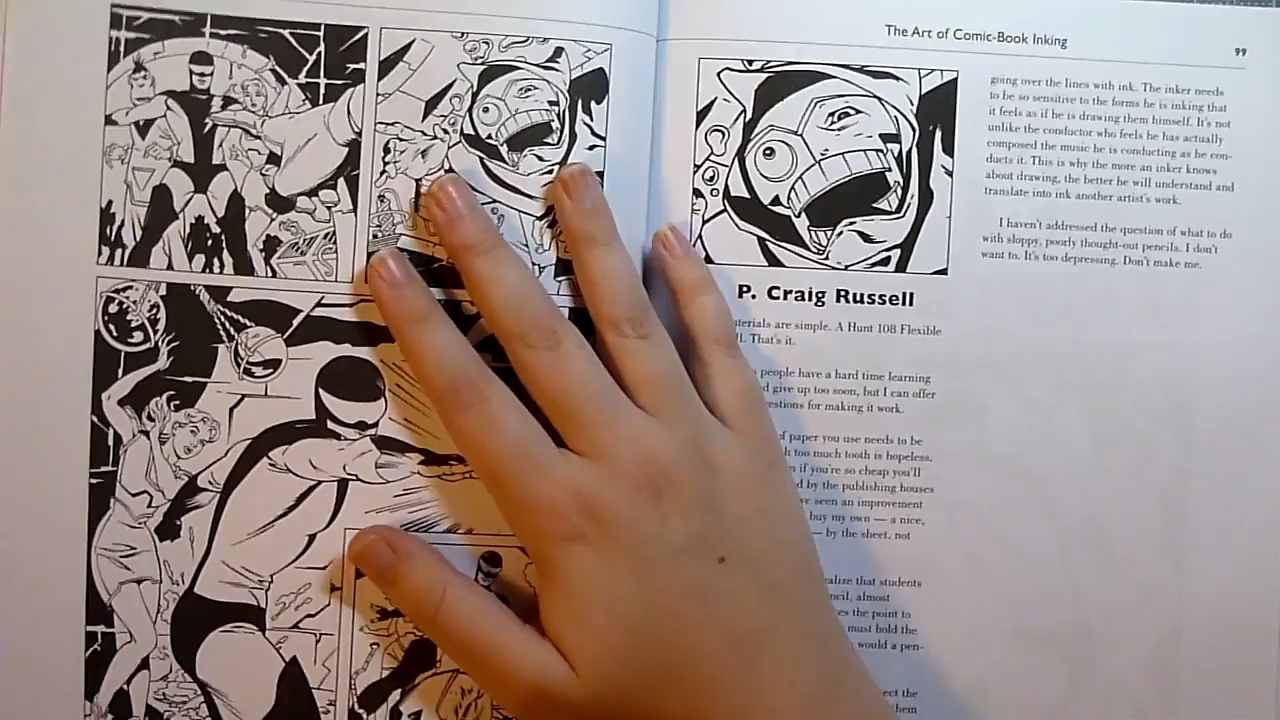 The Art of Comic-Book Inking
99
P. Craig Russell
materials are simple. A Hunt 108 Flexible
That's it.
people have a hard time learning
give up too soon, but I can offer
for making it work.
of paper you use needs to be
too much tooth is hopeless.
if you're so cheap you'll
by the publishing houses
seen an improvement
buy my own — a nice,
— by the sheet, not
that students
almost
the point to
must hold the
would a pen-
the
going over the lines with ink. The inker needs
to be so sensitive to the forms he is inking that
it feels as if he is drawing them himself. It's not
unlike the conductor who feels he has actually
composed the music he is conducting as he con-
ducts it. This is why the more an inker knows
about drawing, the better he will understand and
translate into ink another artist's work.
I haven't addressed the question of what to do
with sloppy, poorly thought-out pencils. I don't
want to. It's too depressing. Don't make me.